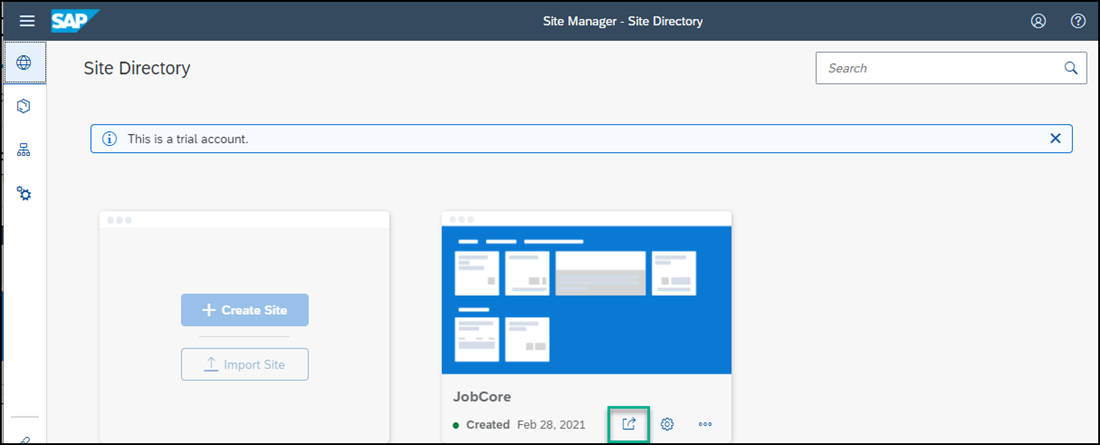 SAP
Site Manager - Site Directory
Site Directory
Search
This is a trial account.
Create Site
Import Site
JobCore
Created Feb 28, 2021